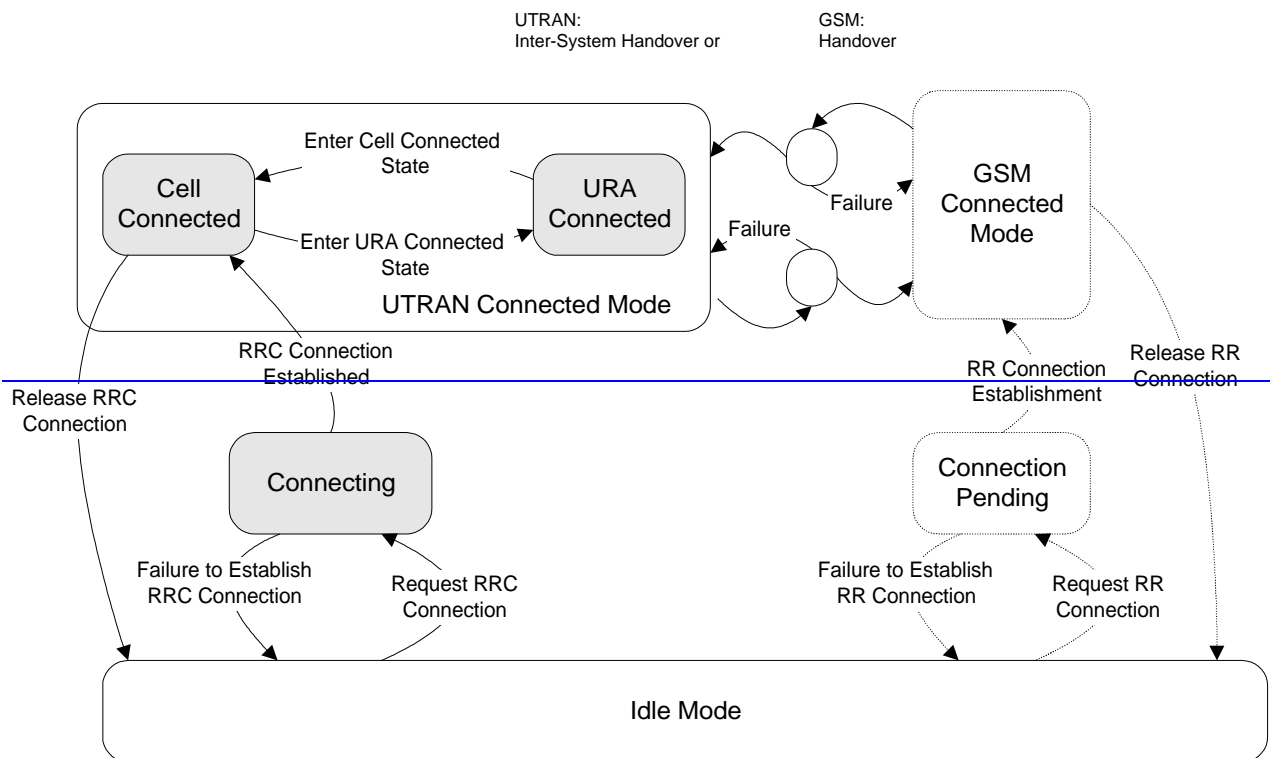 UTRAN:
Inter-System Handover or
GSM:
Handover
Enter Cell Connected
State
Cell
Connected
URA
Connected
Enter URA Connected
State
UTRAN Connected Mode
Failure
Failure
GSM
Connected
Mode
RRC Connection
Established
Release RRC
Connection
RR Connection
Establishment
Release RR
Connection
Connecting
Connection
Pending
Failure to Establish
RRC Connection
Request RRC
Connection
Failure to Establish
RR Connection
Request RR
Connection
Idle Mode